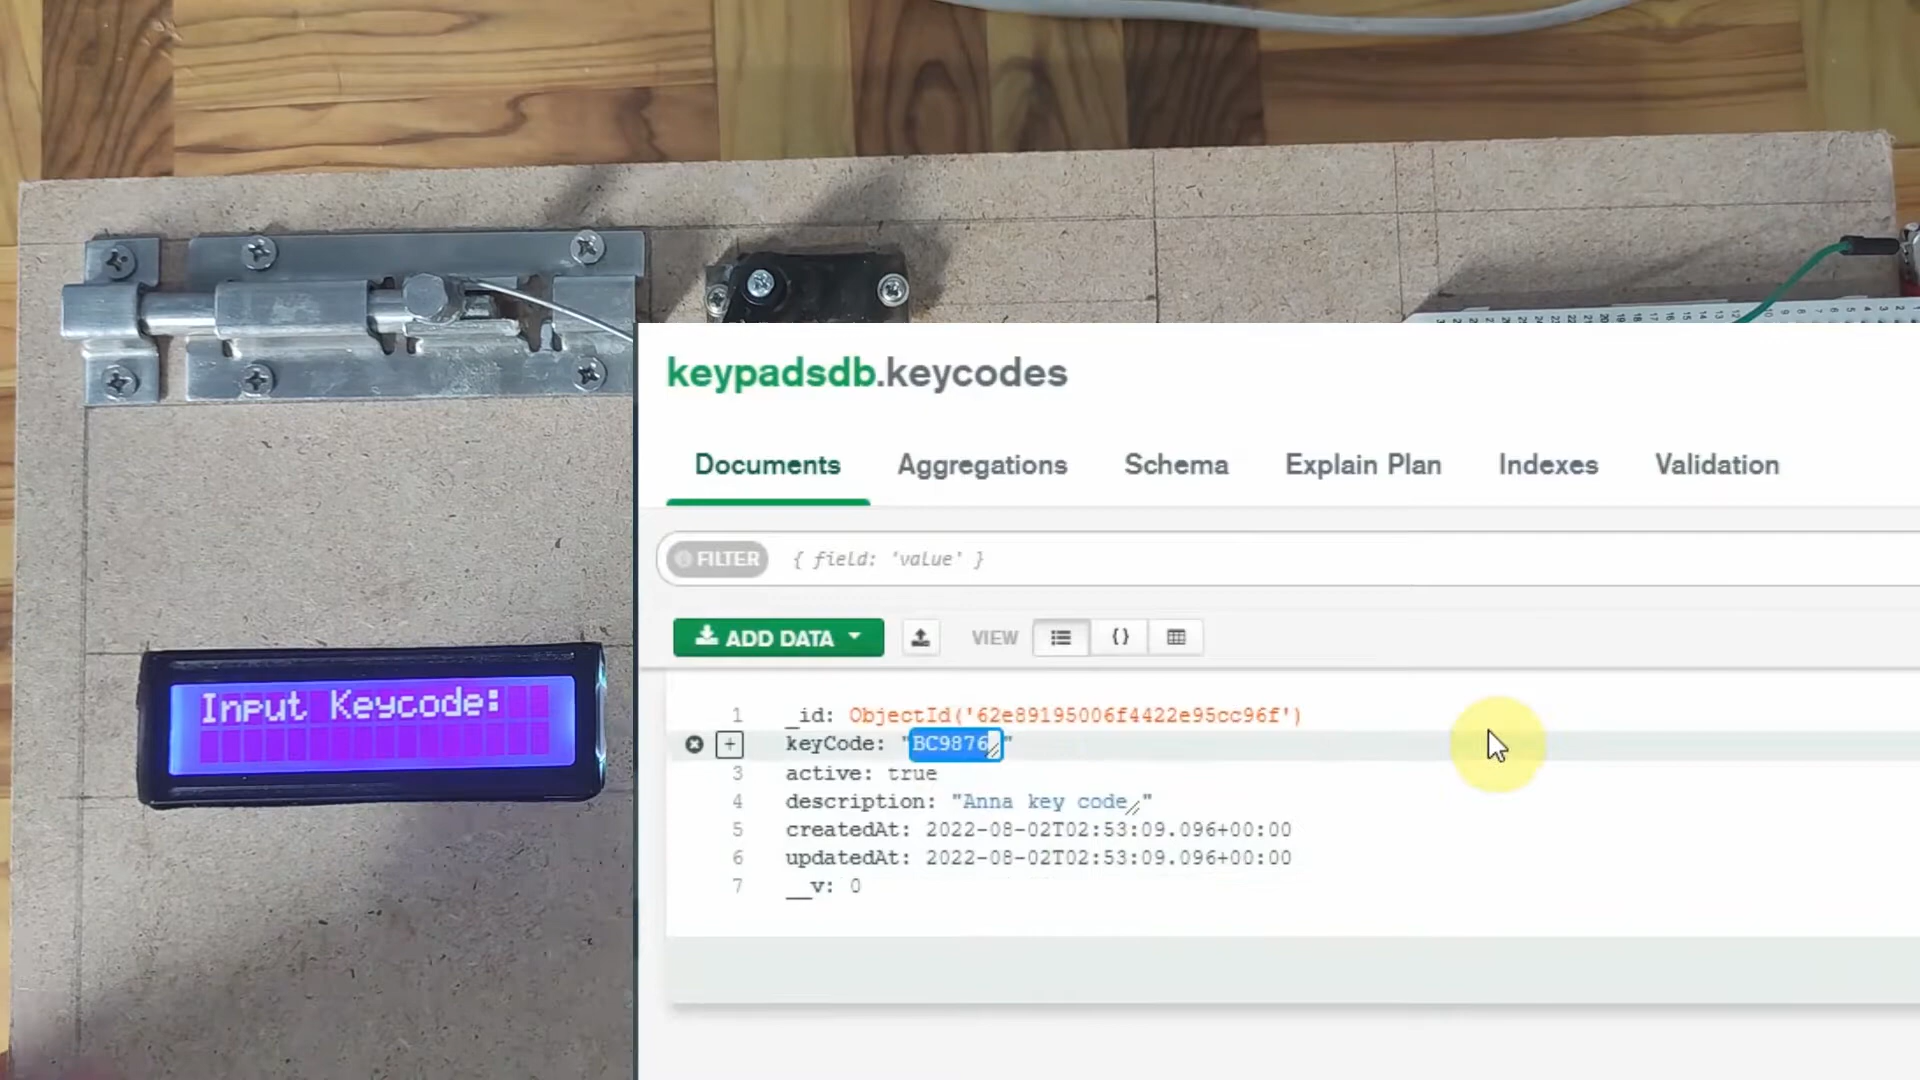 Input Keycode:
keypadsdb.keycodes
Documents Aggregations Schema Explain Plan Indexes Validation
FILTER { field: 'value' }
ADD DATA VIEW {}
1 _id: ObjectId('62e89195006f4422e95cc96f')
+ keyCode: "BC9876"
3 active: true
4 description: "Anna key code"
5 createdAt: 2022-08-02T02:53:09.096+00:00
6 updatedAt: 2022-08-02T02:53:09.096+00:00
7 __v: 0